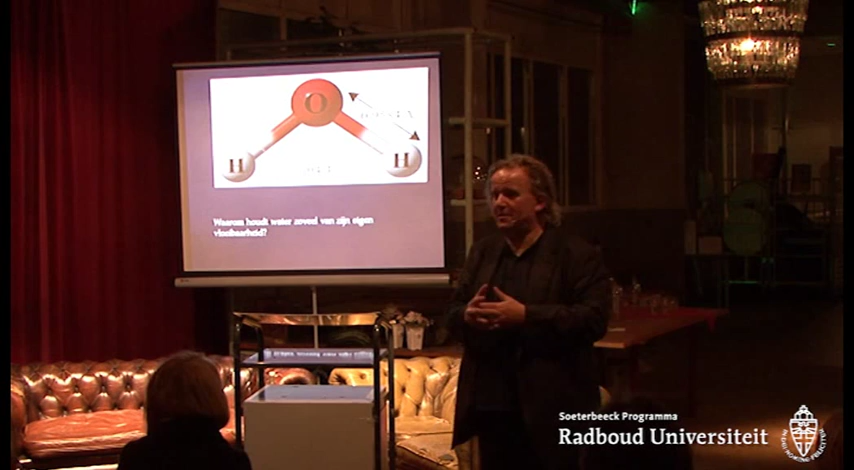 O
H
H
Waarom houdt water zoveel van zijn eigen
vloeibaarheid?
Soeterbeeck Programma
Radboud Universiteit